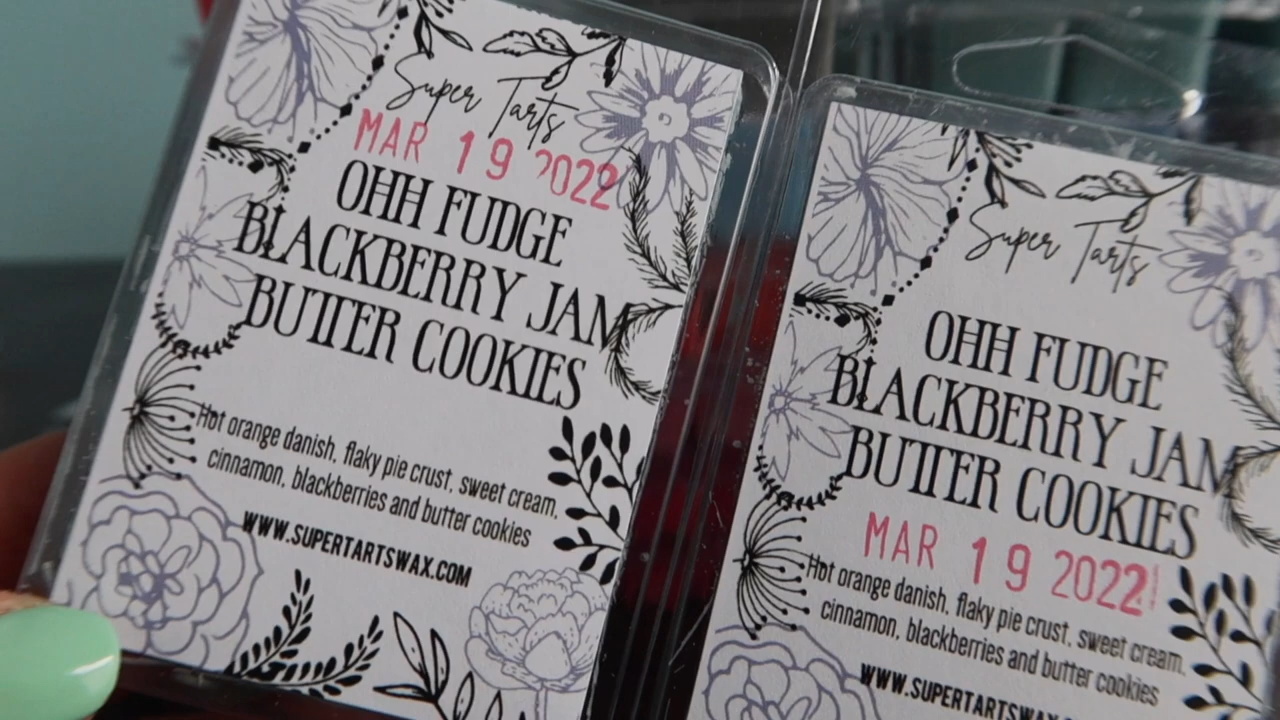 Super Tarts
MAR 19 2022
OHH FUDGE
BLACKBERRY JAM
BUTTER COOKIES
Hot orange danish, flaky pie crust, sweet cream,
cinnamon, blackberries and butter cookies
WWW.SUPERTARTSWAX.COM
Super Tarts
OHH FUDGE
BLACKBERRY JAM
BUTTER COOKIES
MAR 19 2022
Hot orange danish, flaky pie crust, sweet cream,
cinnamon, blackberries and butter cookies
WWW.SUPERTARTSWAX.